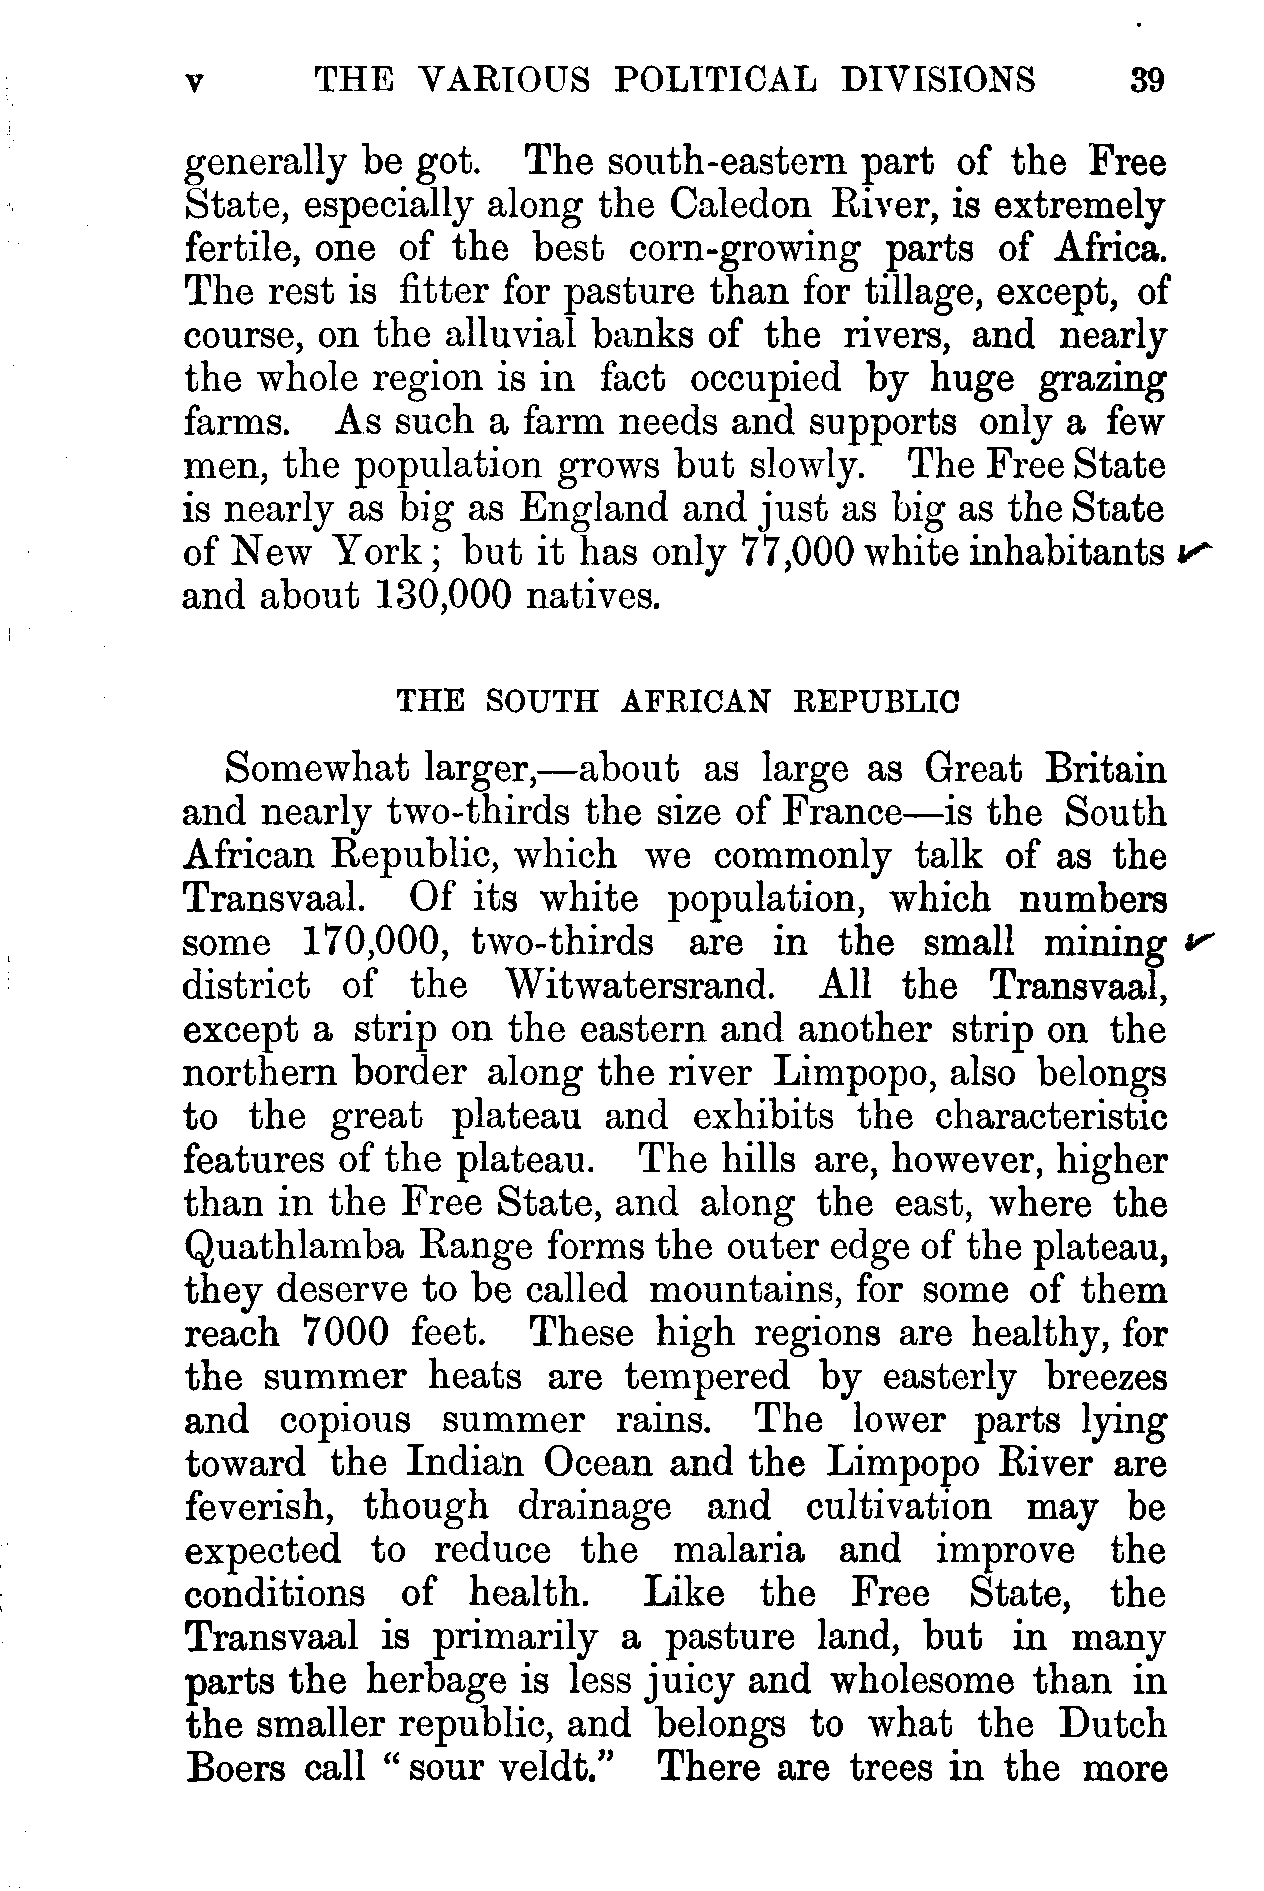 v THE VARIOUS POLITICAL DIVISIONS 39
generally be got. The south-eastern part of the Free
State, especially along the Caledon River, is extremely
fertile, one of the best corn-growing parts of Africa.
The rest is fitter for pasture than for tillage, except, of
course, on the alluvial banks of the rivers, and nearly
the whole region is in fact occupied by huge grazing
farms. As such a farm needs and supports only a few
men, the population grows but slowly. The Free State
is nearly as big as England and just as big as the State
of New York; but it has only 77,000 white inhabitants
and about 130,000 natives.
THE SOUTH AFRICAN REPUBLIC
Somewhat larger,—about as large as Great Britain
and nearly two-thirds the size of France—is the South
African Republic, which we commonly talk of as the
Transvaal. Of its white population, which numbers
some 170,000, two-thirds are in the small mining
district of the Witwatersrand. All the Transvaal,
except a strip on the eastern and another strip on the
northern border along the river Limpopo, also belongs
to the great plateau and exhibits the characteristic
features of the plateau. The hills are, however, higher
than in the Free State, and along the east, where the
Quathlamba Range forms the outer edge of the plateau,
they deserve to be called mountains, for some of them
reach 7000 feet. These high regions are healthy, for
the summer heats are tempered by easterly breezes
and copious summer rains. The lower parts lying
toward the Indian Ocean and the Limpopo River are
feverish, though drainage and cultivation may be
expected to reduce the malaria and improve the
conditions of health. Like the Free State, the
Transvaal is primarily a pasture land, but in many
parts the herbage is less juicy and wholesome than in
the smaller republic, and belongs to what the Dutch
Boers call “sour veldt.” There are trees in the more